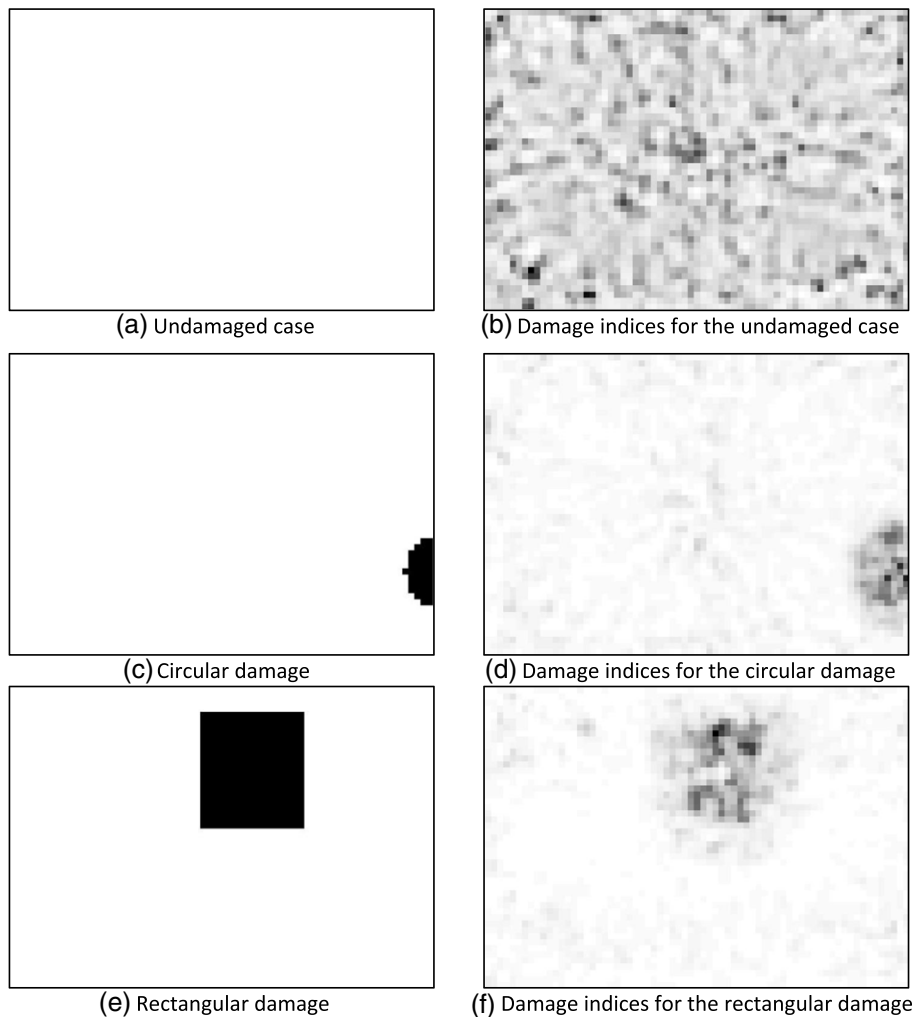 (a) Undamaged case
(b) Damage indices for the undamaged case
(c) Circular damage
(d) Damage indices for the circular damage
(e) Rectangular damage
(f) Damage indices for the rectangular damage